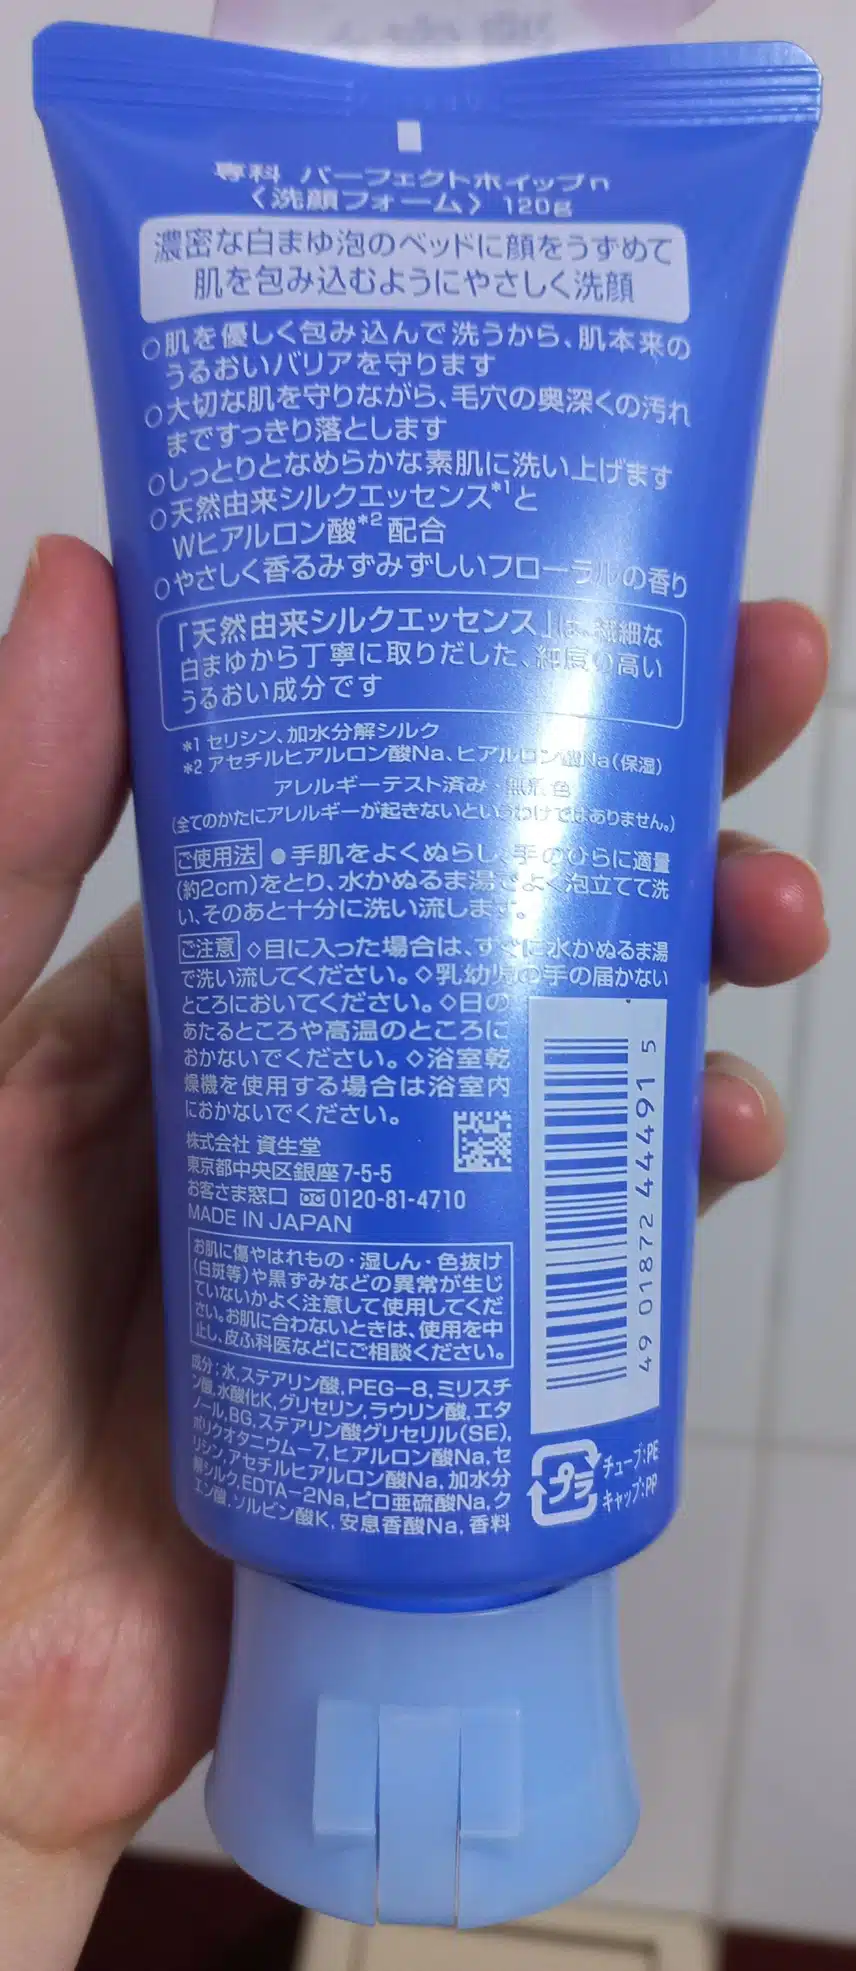 専科 パーフェクトホイップn
〈洗顔フォーム〉 120g
濃密な白まゆ泡のベッドに顔をうずめて
肌を包み込むようにやさしく洗顔
○肌を優しく包み込んで洗うから、肌本来の
うるおいバリアを守ります
○大切な肌を守りながら、毛穴の奥深くの汚れ
まですっきり落とします
○しっとりとなめらかな素肌に洗い上げます
○天然由来シルクエッセンス*1と
Wヒアルロン酸*2 配合
○やさしく香るみずみずしいフローラルの香り
「天然由来シルクエッセンス」は、繊細な
白まゆから丁寧に取りだした、純度の高い
うるおい成分です
*1 セリシン、加水分解シルク
*2 アセチルヒアルロン酸Na、ヒアルロン酸Na(保湿)
アレルギーテスト済み・無着色
(全てのかたにアレルギーが起きないというわけではありません。)
ご使用法 ●手肌をよくぬらし、手のひらに適量
(約2cm)をとり、水かぬるま湯でよく泡立てて洗
い、そのあと十分に洗い流します。
ご注意 ◇目に入った場合は、すぐに水かぬるま湯
で洗い流してください。◇乳幼児の手の届かない
ところにおいてください。◇日の
あたるところや高温のところに
おかないでください。◇浴室乾
燥機を使用する場合は浴室内
におかないでください。
株式会社 資生堂
東京都中央区銀座7-5-5
お客さま窓口 0120-81-4710
MADE IN JAPAN
お肌に傷やはれもの・湿しん・色抜け
(白斑等)や黒ずみなどの異常が生じ
ていないかよく注意して使用してくだ
さい。お肌に合わないときは、使用を中
止し、皮ふ科医などにご相談ください。
成分:水,ステアリン酸,PEG-8,ミリスチ
ン酸,水酸化K,グリセリン,ラウリン酸,エタ
ノール,BG,ステアリン酸グリセリル(SE),
ポリクオタニウム-7,ヒアルロン酸Na,セ
リシン,アセチルヒアルロン酸Na,加水分
解シルク,EDTA-2Na,ピロ亜硫酸Na,ク
エン酸,ソルビン酸K,安息香酸Na,香料
4901872 444915
プラ
チューブ:PE
キャップ:PP